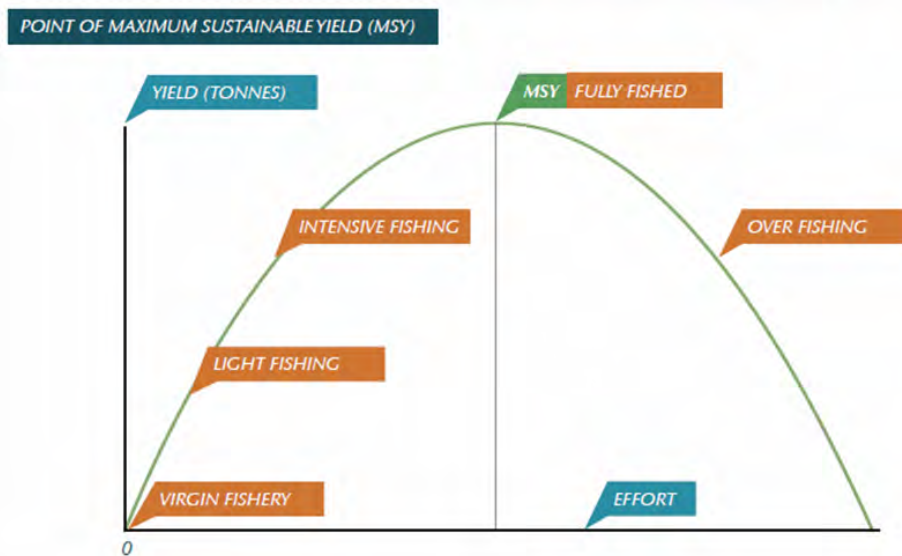 POINT OF MAXIMUM SUSTAINABLE YIELD (MSY)
YIELD (TONNES)
MSY FULLY FISHED
INTENSIVE FISHING
OVER FISHING
LIGHT FISHING
VIRGIN FISHERY
EFFORT
0